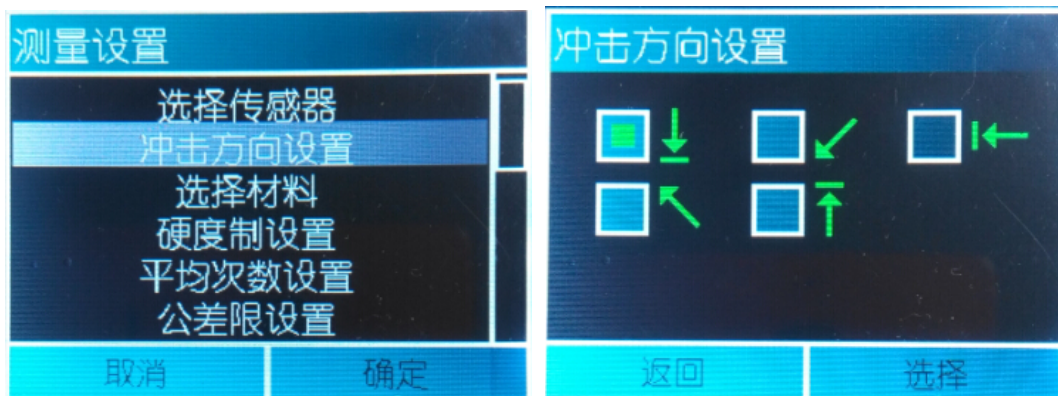 测量设置
选择传感器
冲击方向设置
选择材料
硬度制设置
平均次数设置
公差限设置
取消
确定
冲击方向设置
返回
选择